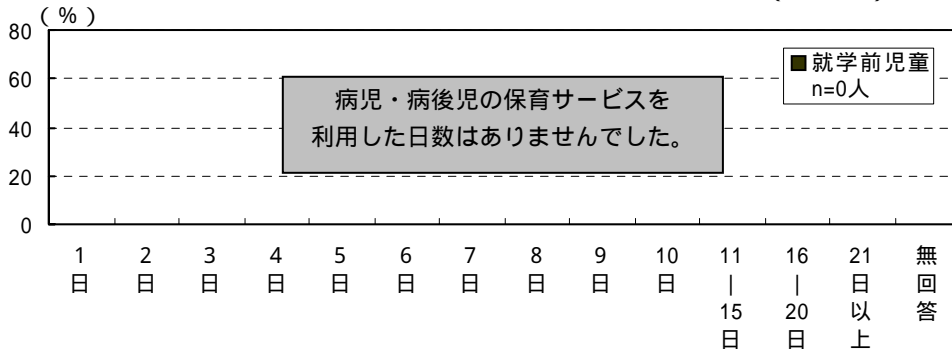 (%)
80
60
40
20
0
■就学前児童
n=0人
病児・病後児の保育サービスを
利用した日数はありませんでした。
1日
2日
3日
4日
5日
6日
7日
8日
9日
10日
11|15日
16|20日
21日以上
無回答